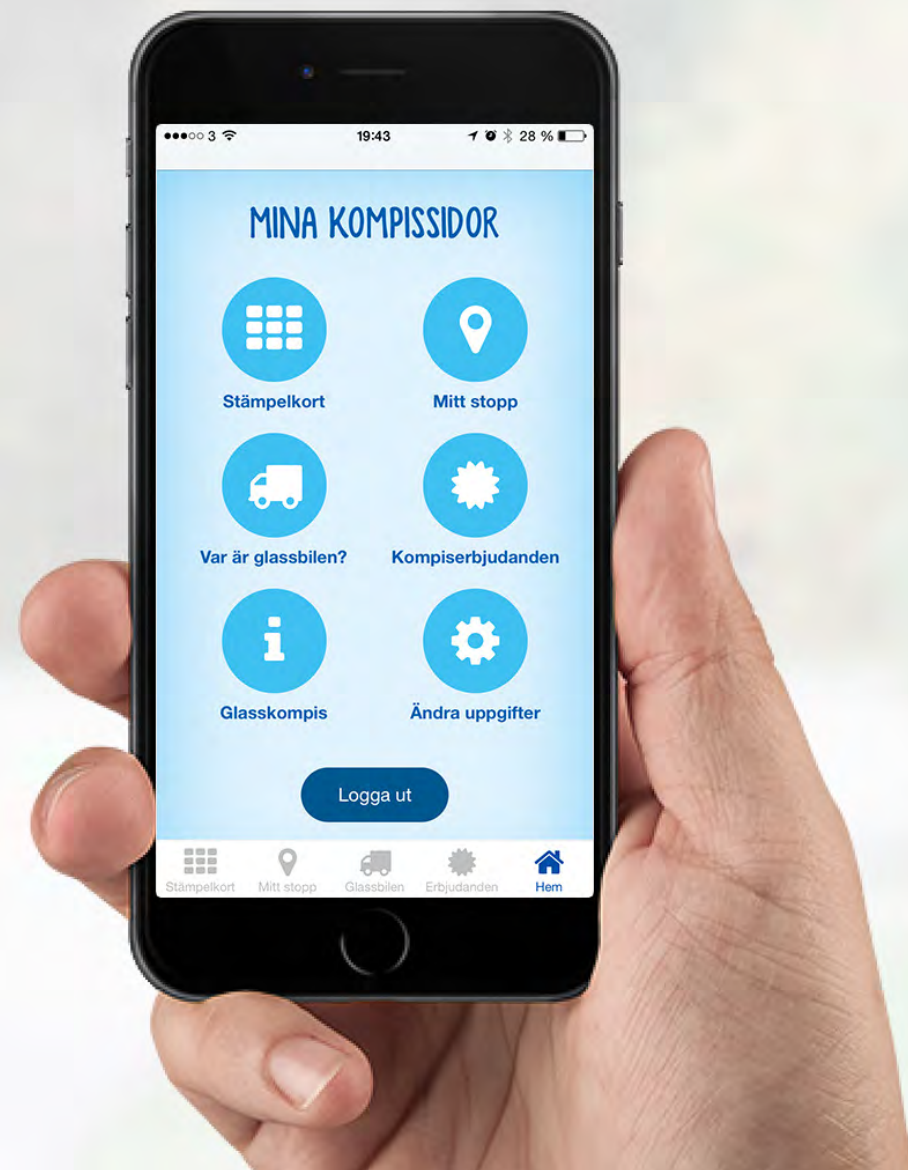 3 19:43 28 %
MINA KOMPISSIDOR
Stämpelkort Mitt stopp
Var är glassbilen? Kompiserbjudanden
Glasskompis Ändra uppgifter
Logga ut
Stämpelkort Mitt stopp Glassbilen Erbjudanden Hem